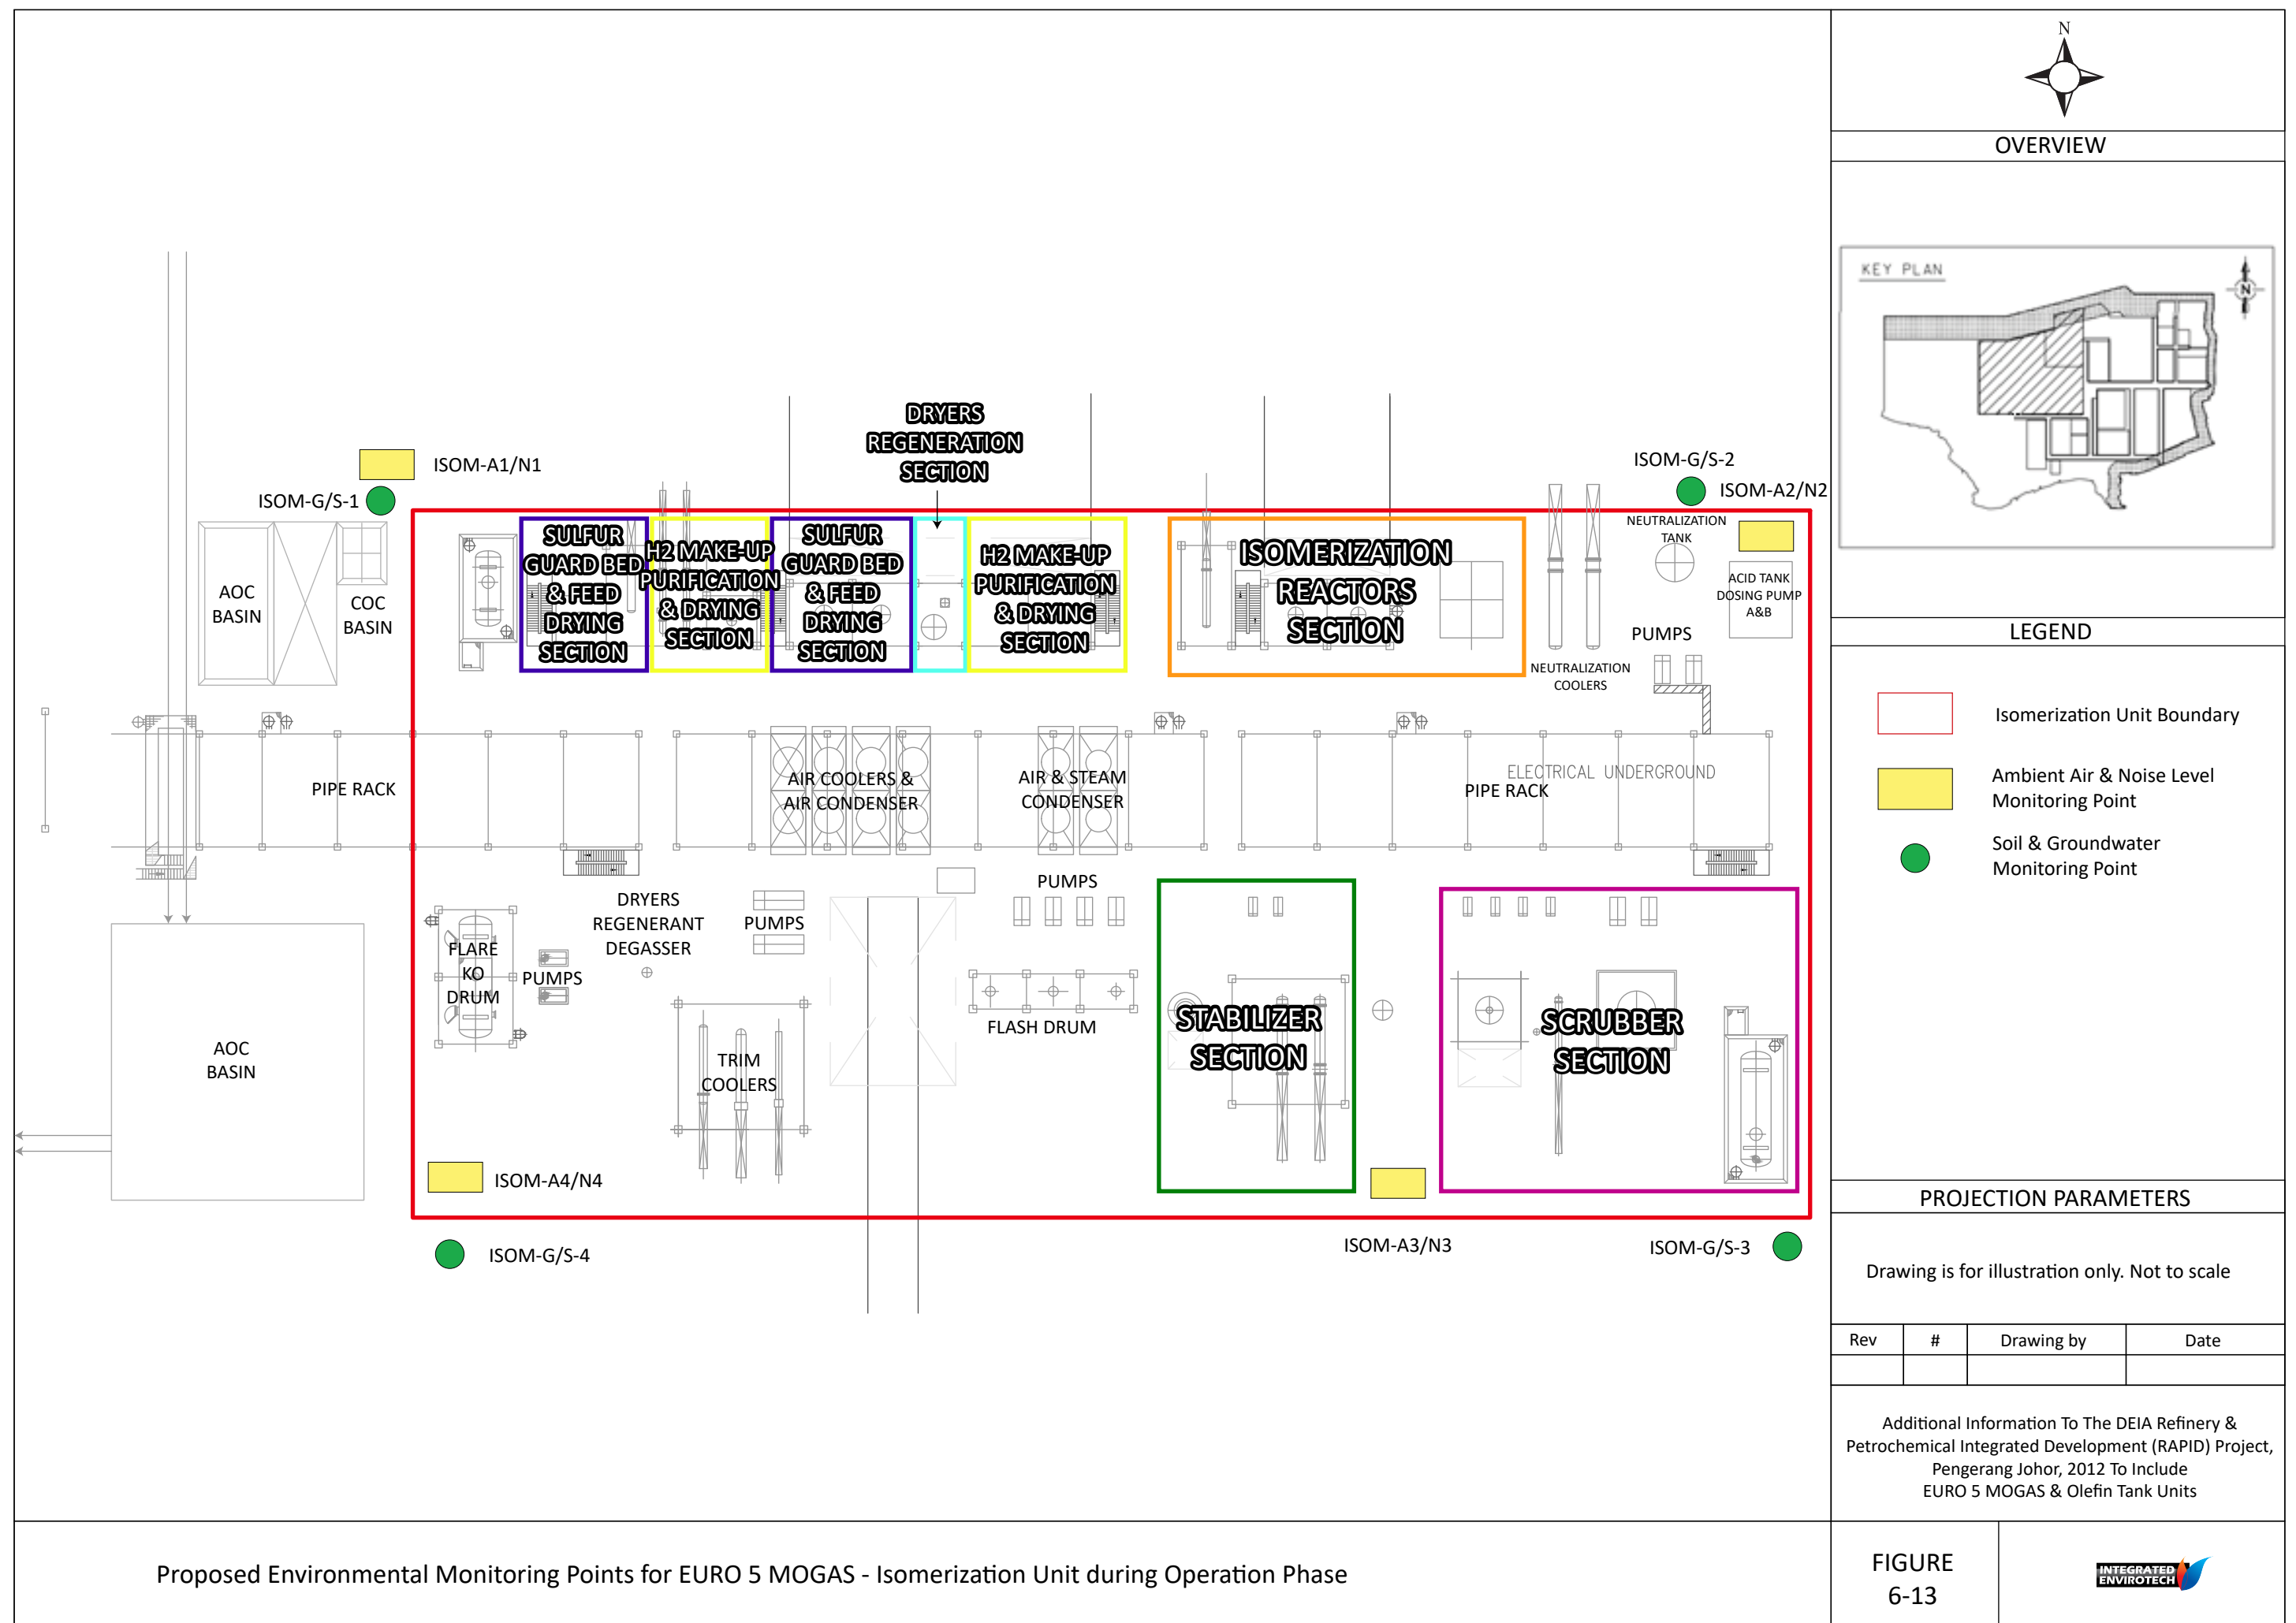 N
OVERVIEW
KEY PLAN
N
LEGEND
Isomerization Unit Boundary
Ambient Air & Noise Level
Monitoring Point
Soil & Groundwater
Monitoring Point
PROJECTION PARAMETERS
Drawing is for illustration only. Not to scale
Rev # Drawing by Date
Additional Information To The DEIA Refinery &
Petrochemical Integrated Development (RAPID) Project,
Pengerang Johor, 2012 To Include
EURO 5 MOGAS & Olefin Tank Units
FIGURE
6-13
INTEGRATED
ENVIROTECH
DRYERS
REGENERATION
SECTION
ISOM-A1/N1
ISOM-G/S-1
ISOM-G/S-2
ISOM-A2/N2
AOC
BASIN
COC
BASIN
SULFUR
GUARD BED
& FEED
DRYING
SECTION
H2 MAKE-UP
PURIFICATION
& DRYING
SECTION
SULFUR
GUARD BED
& FEED
DRYING
SECTION
H2 MAKE-UP
PURIFICATION
& DRYING
SECTION
ISOMERIZATION
REACTORS
SECTION
NEUTRALIZATION
TANK
ACID TANK
DOSING PUMP
A&B
PUMPS
NEUTRALIZATION
COOLERS
PIPE RACK
AIR COOLERS &
AIR CONDENSER
AIR & STEAM
CONDENSER
ELECTRICAL UNDERGROUND
PIPE RACK
FLARE
KO
DRUM
PUMPS
DRYERS
REGENERANT
DEGASSER
PUMPS
PUMPS
FLASH DRUM
TRIM
COOLERS
STABILIZER
SECTION
SCRUBBER
SECTION
AOC
BASIN
ISOM-A4/N4
ISOM-G/S-4
ISOM-A3/N3
ISOM-G/S-3
Proposed Environmental Monitoring Points for EURO 5 MOGAS - Isomerization Unit during Operation Phase